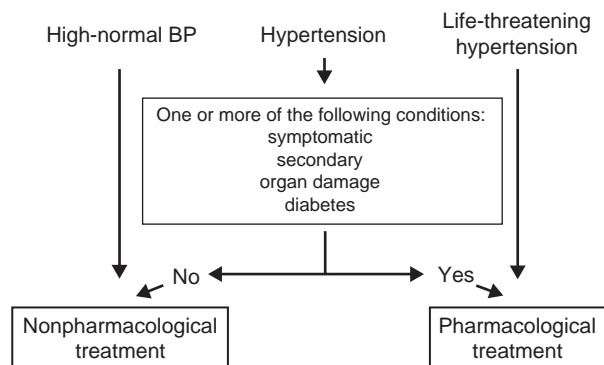 High-normal BP
Hypertension
Life-threatening
hypertension
One or more of the following conditions:
symptomatic
secondary
organ damage
diabetes
No
Yes
Nonpharmacological
treatment
Pharmacological
treatment